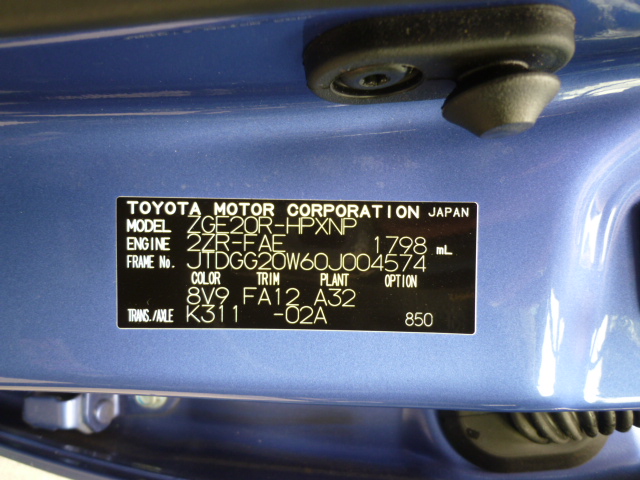 TOYOTA MOTOR CORPORATION JAPAN
MODEL ZGE20R-HPXNP
ENGINE 2ZR-FAE 1798 mL
FRAME No. JTDGG20W60J004574
COLOR TRIM PLANT OPTION
8V9 FA12 A32
TRANS./AXLE K311 -02A 850